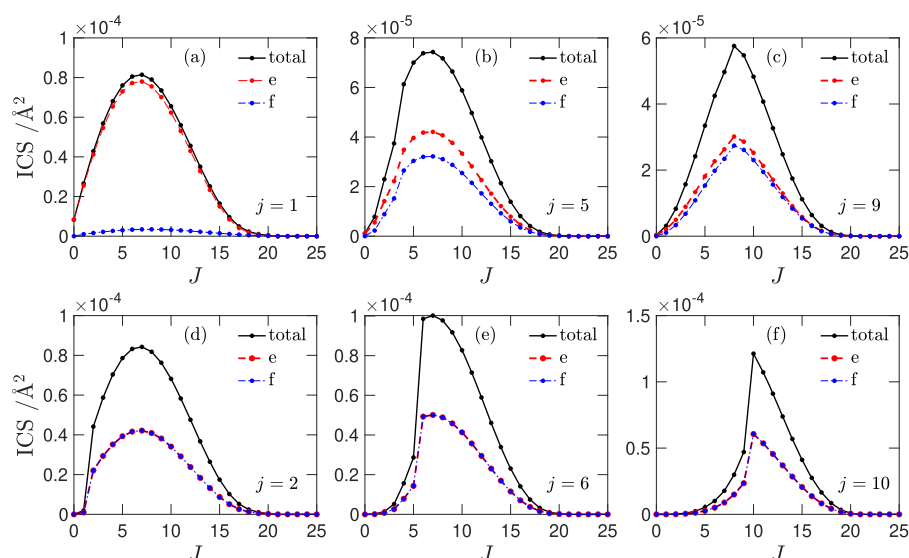 ×10⁻⁴
(a)
total
e
f
ICS /Å²
1
0.8
0.6
0.4
0.2
0
j = 1
0 5 10 15 20 25
J
×10⁻⁵
(b)
total
e
f
8
6
4
2
0
j = 5
0 5 10 15 20 25
J
×10⁻⁵
(c)
total
e
f
6
4
2
0
j = 9
0 5 10 15 20 25
J
×10⁻⁴
(d)
total
e
f
ICS /Å²
1
0.8
0.6
0.4
0.2
0
j = 2
0 5 10 15 20 25
J
×10⁻⁴
(e)
total
e
f
1
0.8
0.6
0.4
0.2
0
j = 6
0 5 10 15 20 25
J
×10⁻⁴
(f)
total
e
f
1.5
1
0.5
0
j = 10
0 5 10 15 20 25
J